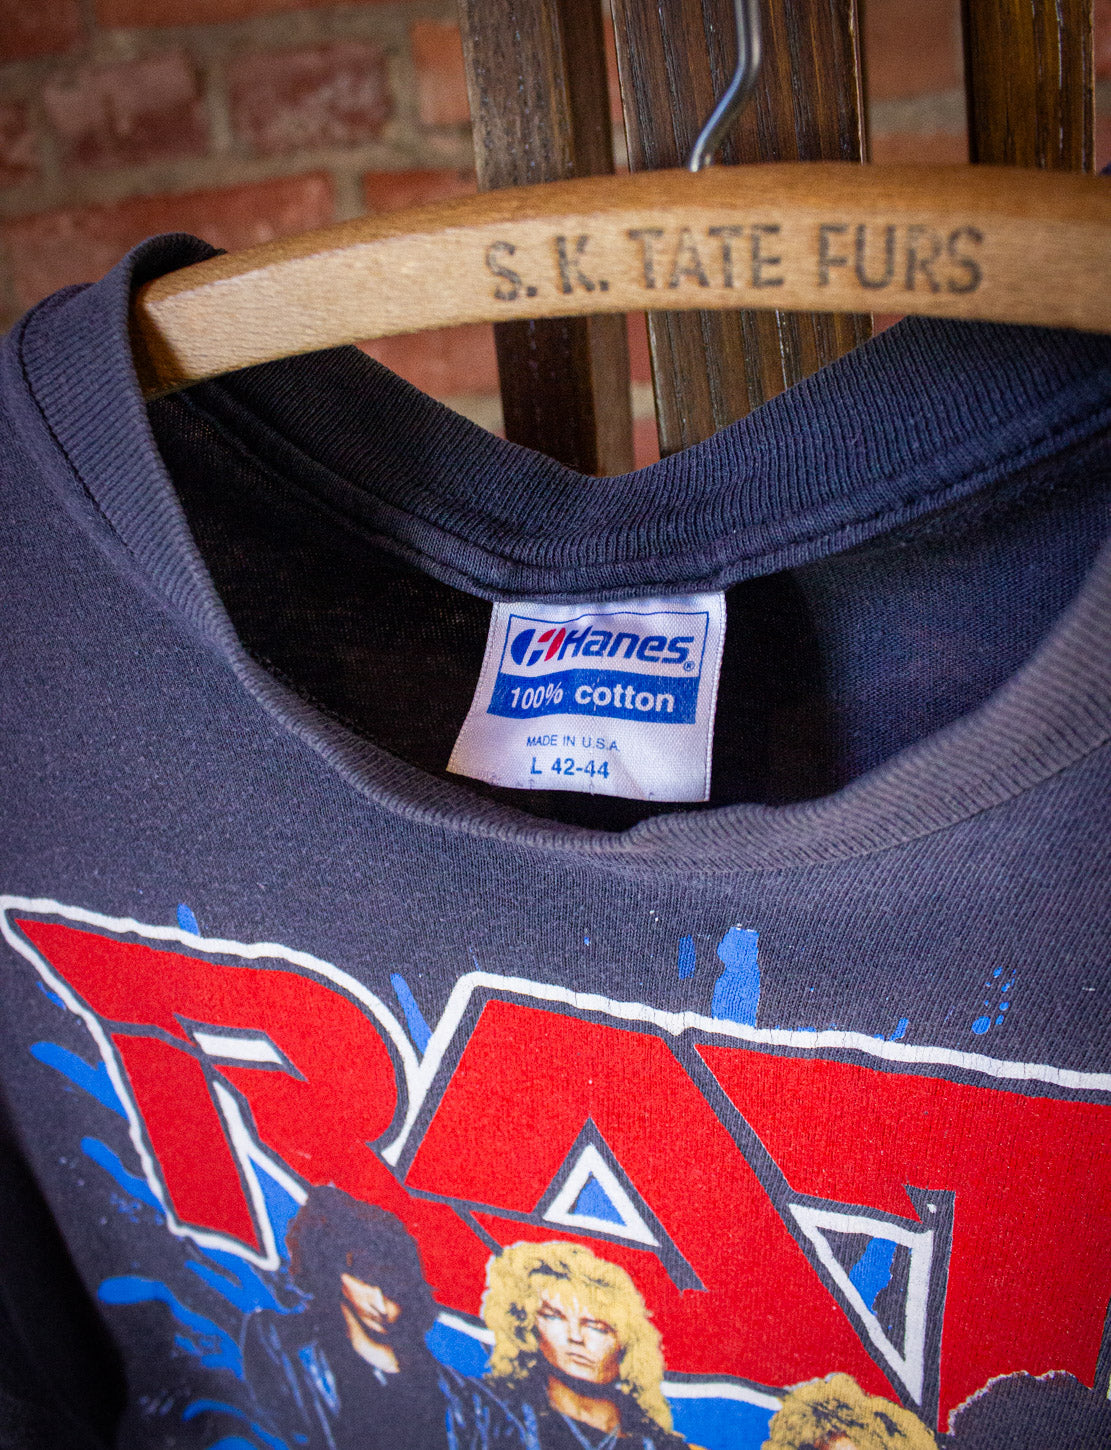 S. K. TATE FURS
Hanes®
100% cotton
MADE IN U.S.A.
L 42-44
RAT